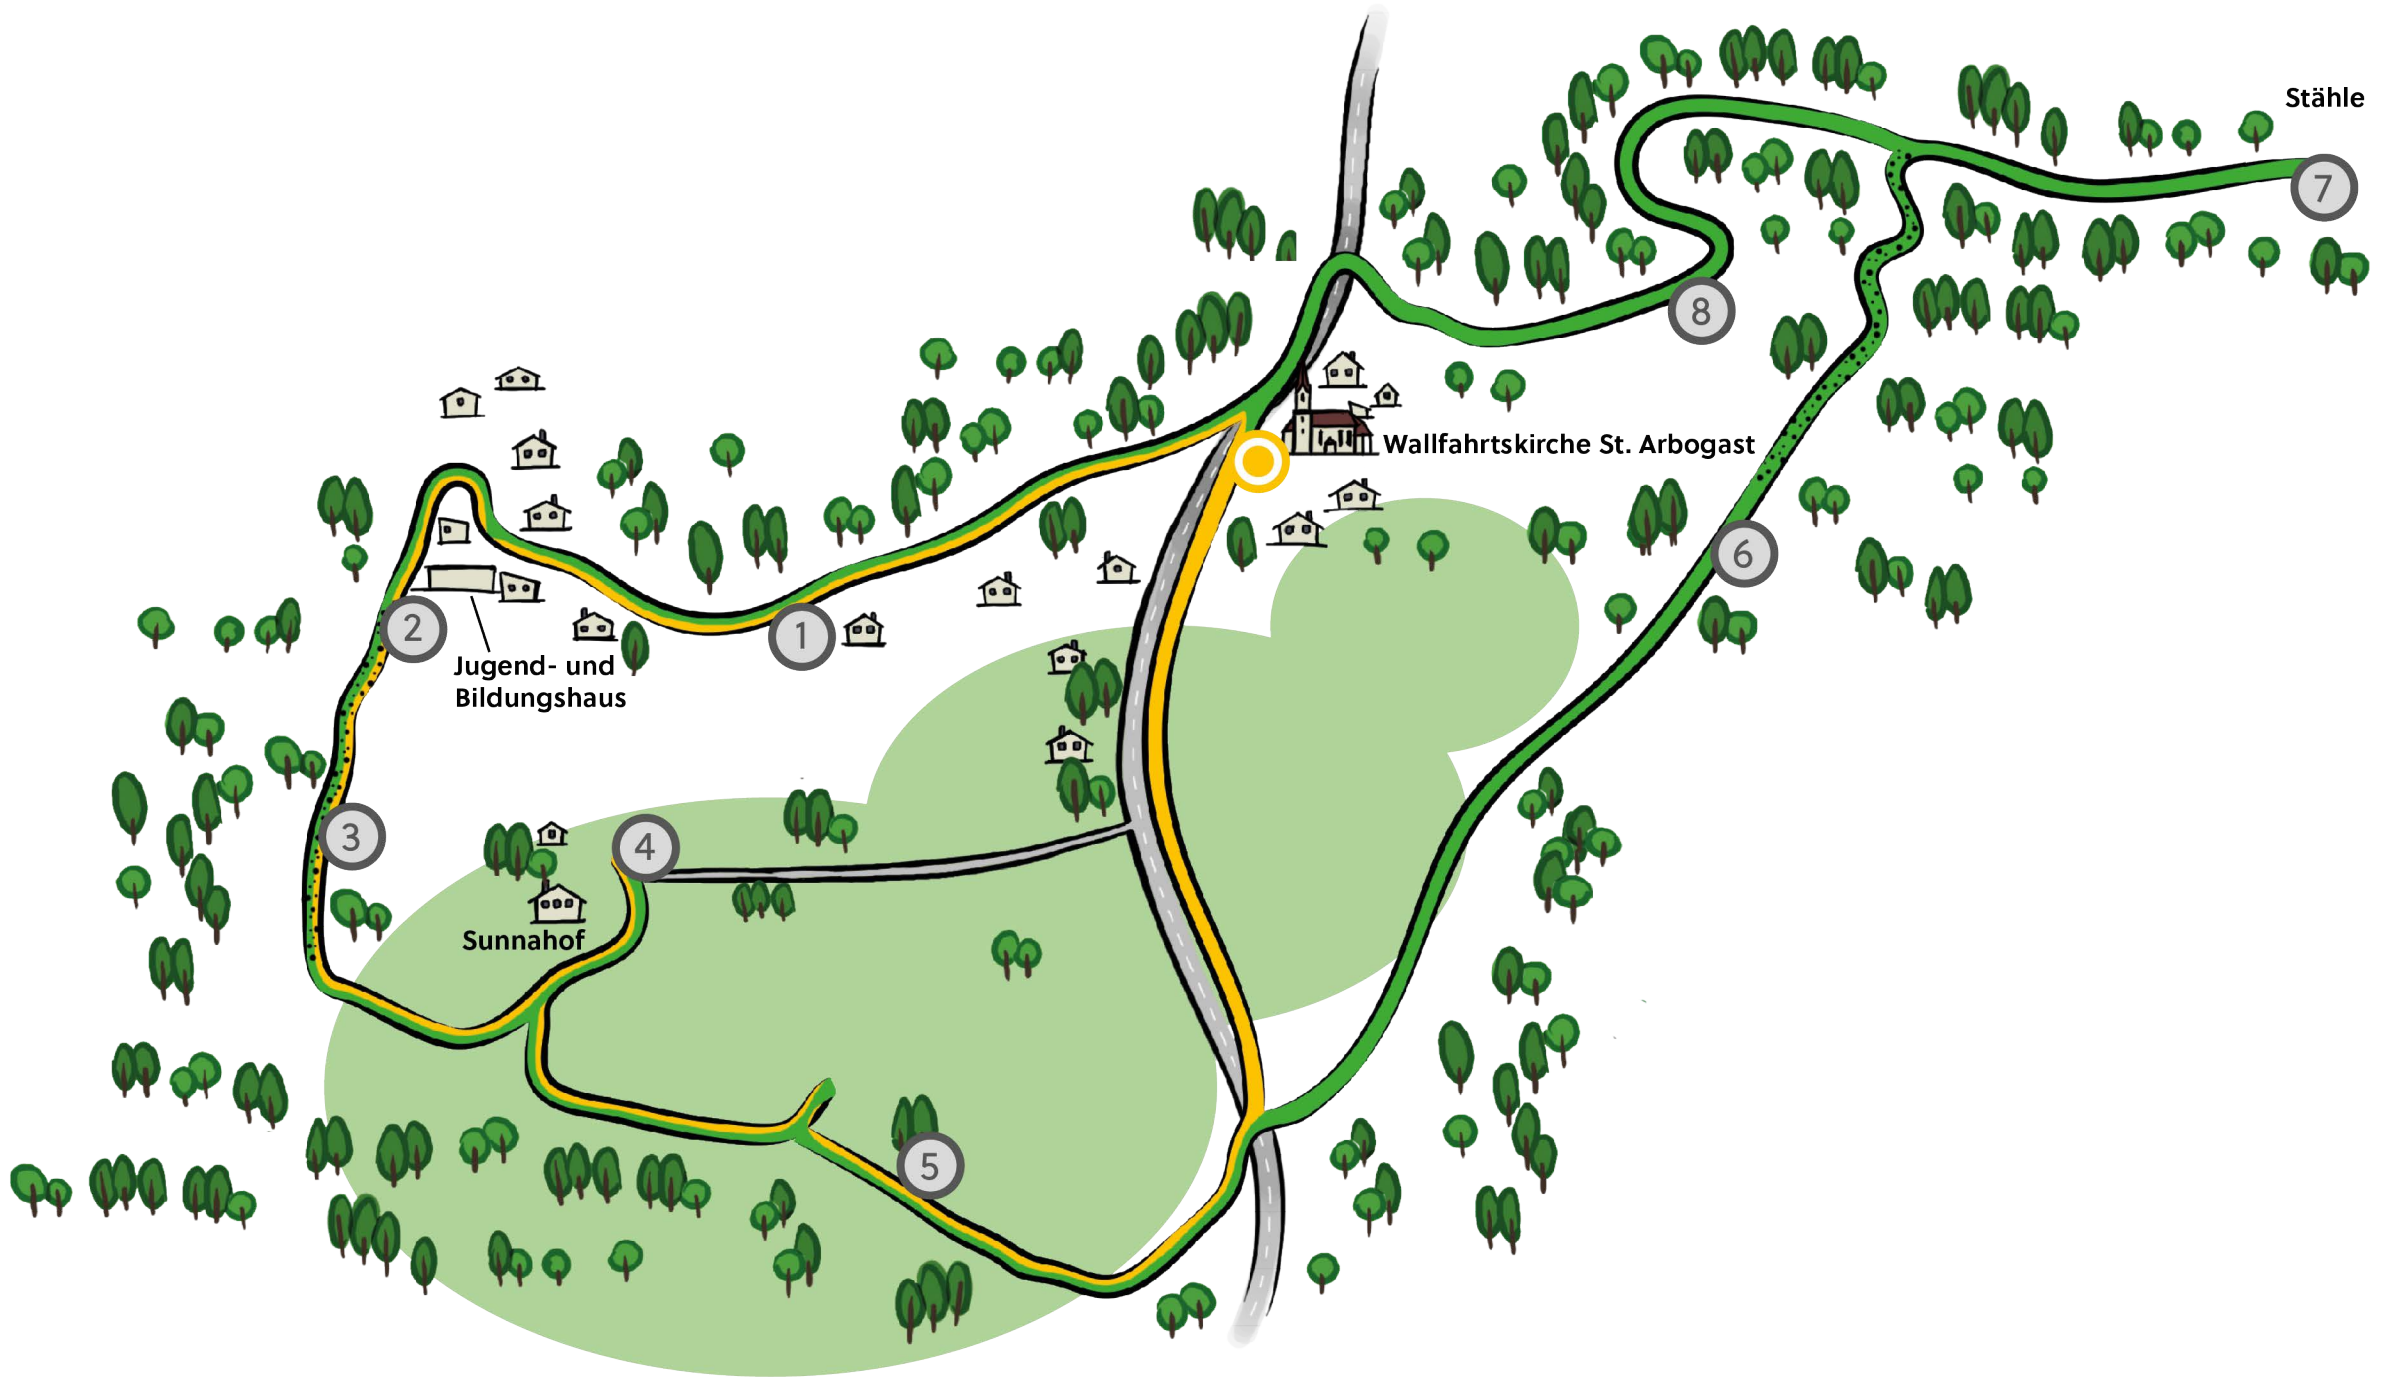 Stähle
7
8
Wallfahrtskirche St. Arbogast
6
2
1
Jugend- und
Bildungshaus
3
4
Sunnahof
5